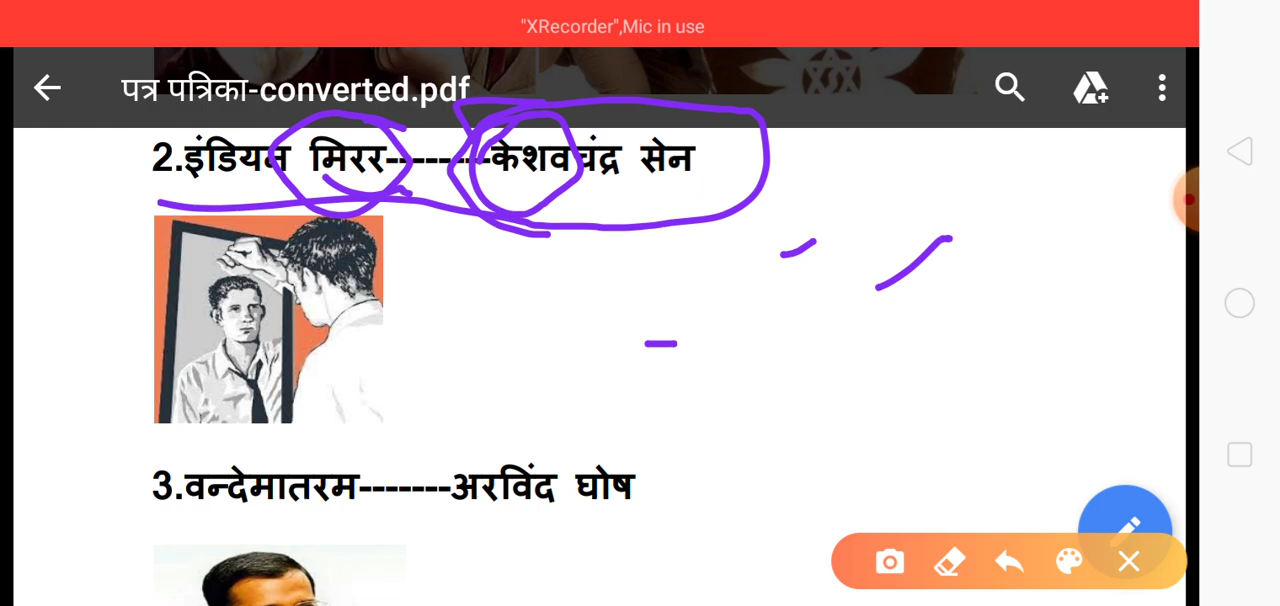 "XRecorder",Mic in use
पत्र पत्रिका-converted.pdf
2.इंडियन मिरर--------केशवचंद्र सेन
3.वन्देमातरम-------अरविंद घोष